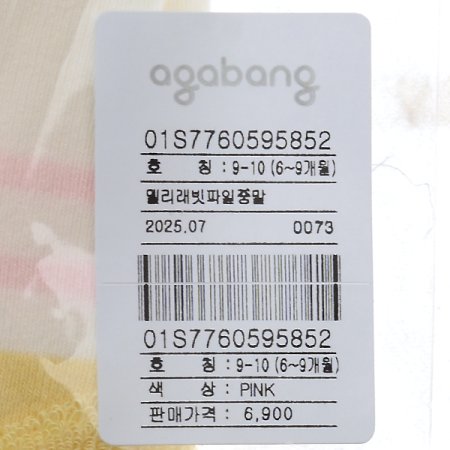 agabang
01S7760595852
호 칭 : 9-10 (6~9개월)
밀리래빗파일중말
2025.07 0073
01S7760595852
호 칭 : 9-10 (6~9개월)
색 상 : PINK
판매가격 : 6,900